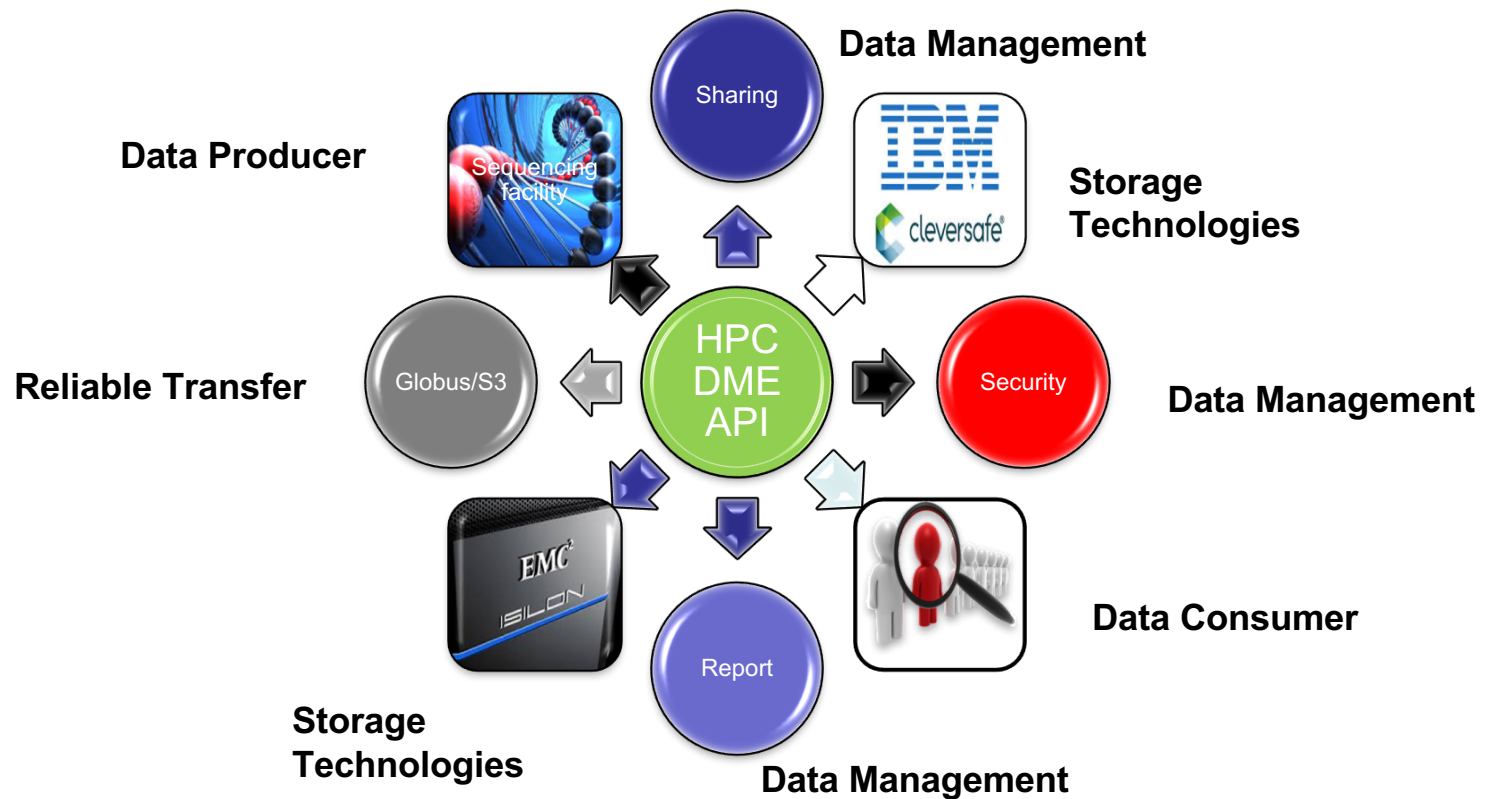 Data Management
Sharing
IBM
cleversafe®
Data Producer
Sequencing
facility
Storage
Technologies
HPC
DME
API
Globus/S3
Security
Reliable Transfer
Data Management
EMC²
ISILON
Data Consumer
Report
Storage
Technologies
Data Management